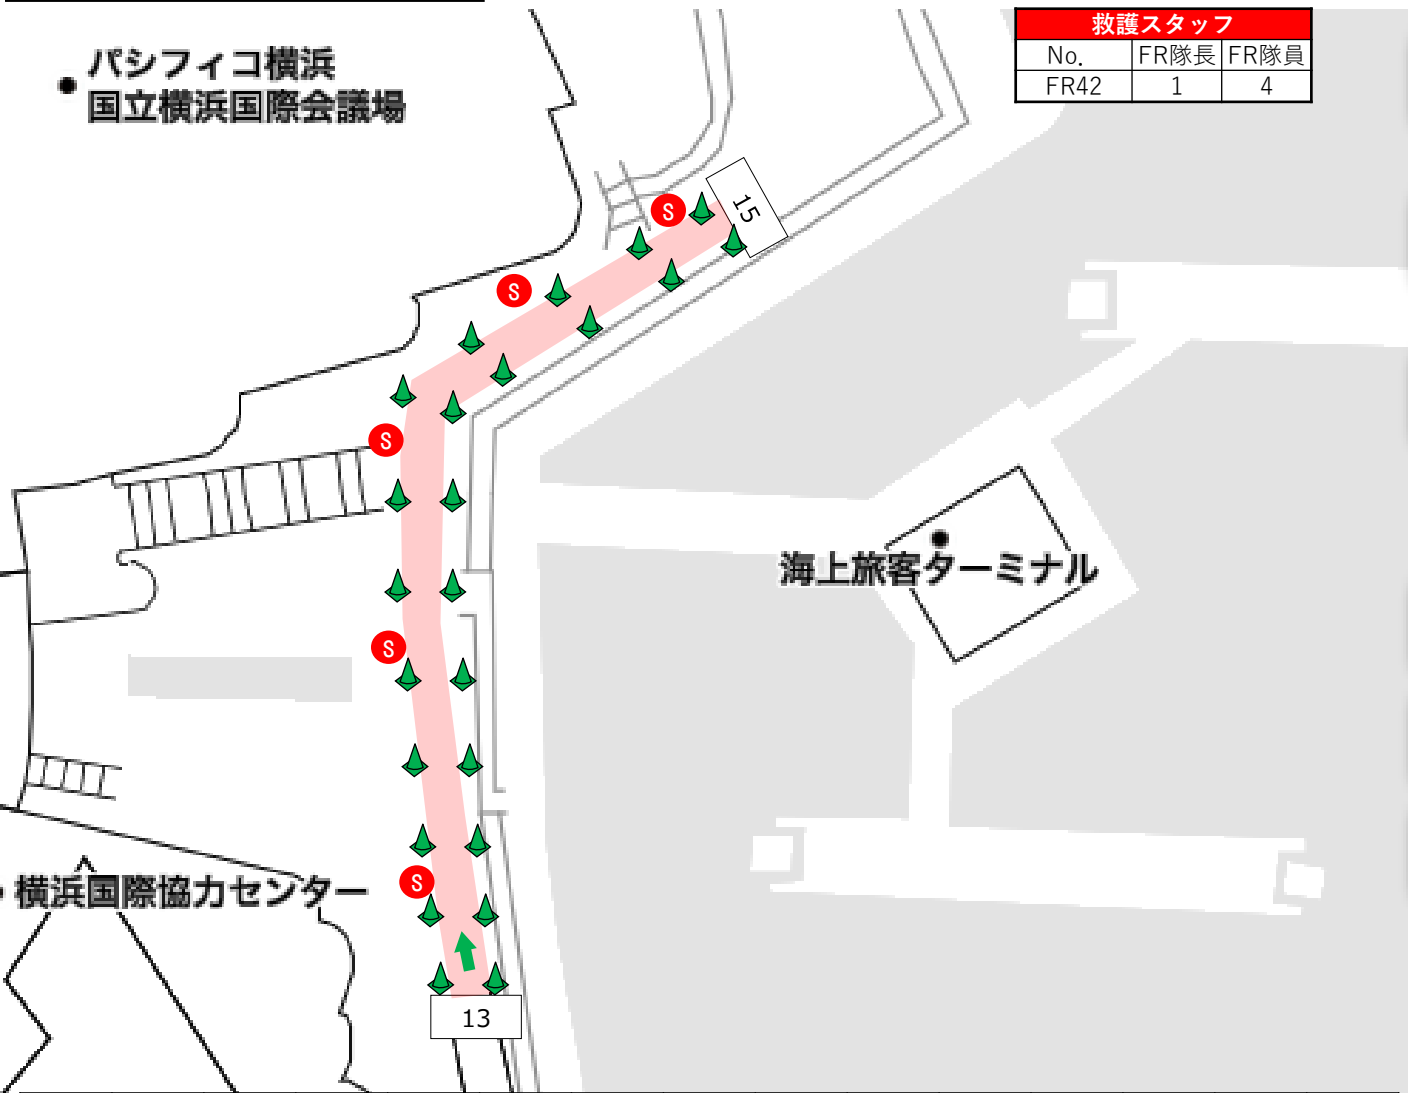 救護スタッフ
No. FR隊長 FR隊員
FR42 1 4
パシフィコ横浜
国立横浜国際会議場
15
S
S
S
海上旅客ターミナル
S
S
横浜国際協力センター
13